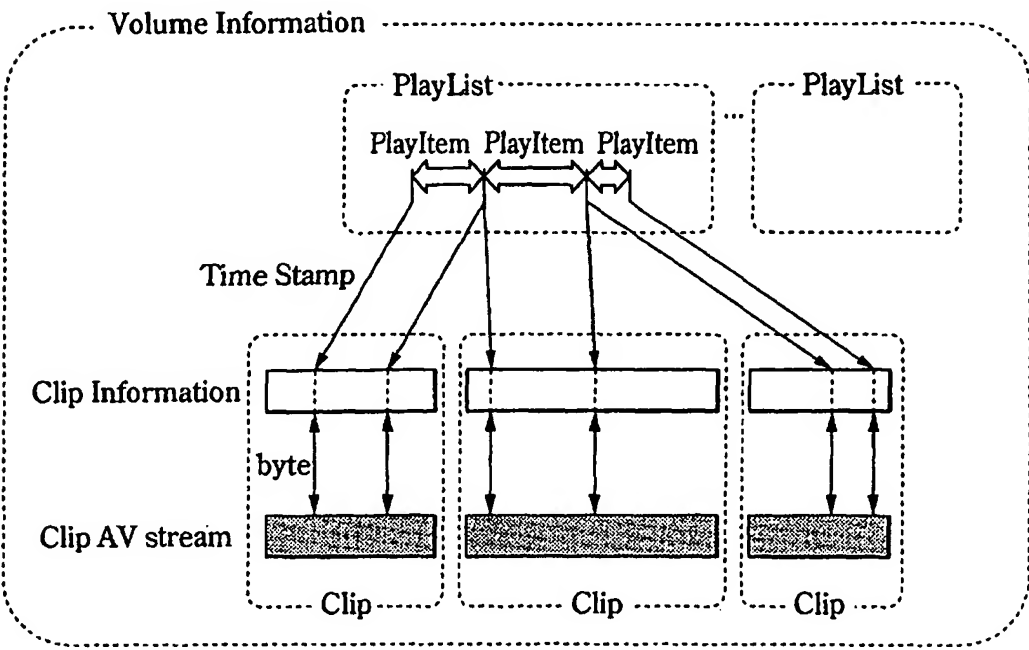 Volume Information
PlayList
PlayList
...
PlayItem PlayItem PlayItem
Time Stamp
Clip Information
byte
Clip AV stream
Clip
Clip
Clip